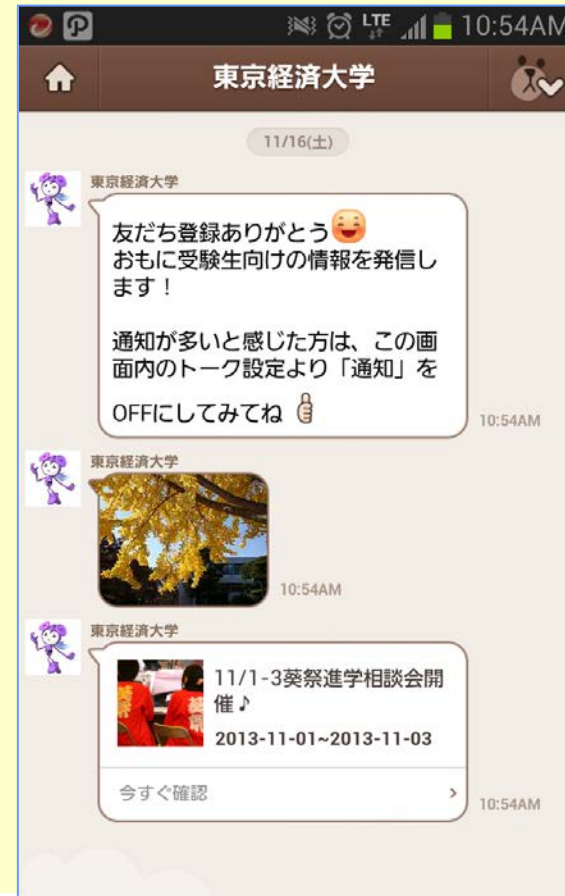 LTE 10:54AM
東京経済大学
11/16(土)
東京経済大学
友だち登録ありがとう
おもに受験生向けの情報を発信し
ます！
通知が多いと感じた方は、この画
面内のトーク設定より「通知」を
OFFにしてみてね
10:54AM
東京経済大学
10:54AM
東京経済大学
11/1-3葵祭進学相談会開
催♪
2013-11-01~2013-11-03
今すぐ確認
10:54AM